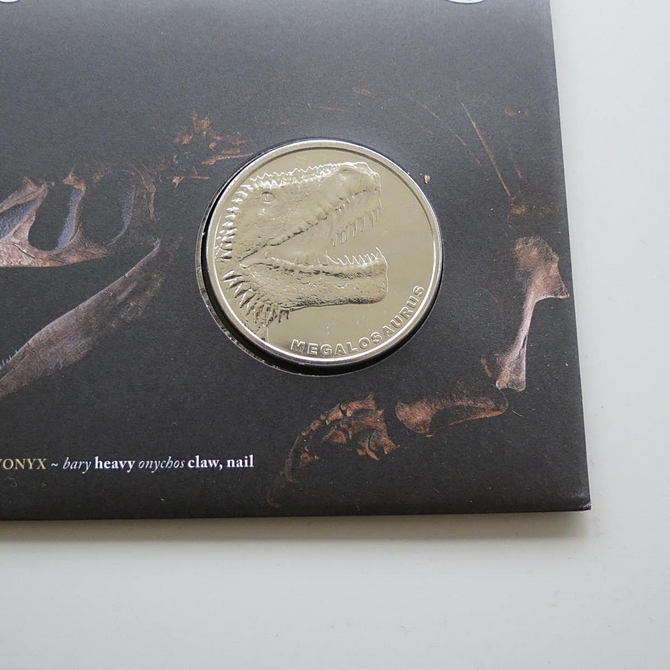 MEGALOSAURUS
YONYX ~ bary heavy onychos claw, nail